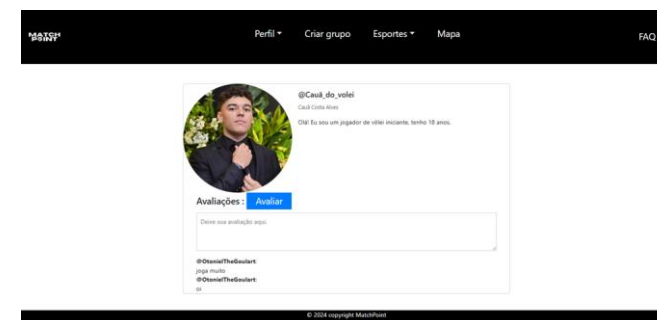 MATCH
POINT
Perfil Criar grupo Esportes Mapa
FAQ
@Cauã_do_volei
Cauã Costa Alves
Olá! Eu sou um jogador de vôlei iniciante, tenho 18 anos.
Avaliações : Avaliar
Deixe sua avaliação aqui.
@OtonielTheGoulart:
joga muito
@OtonielTheGoulart:
oi
© 2024 copyright MatchPoint